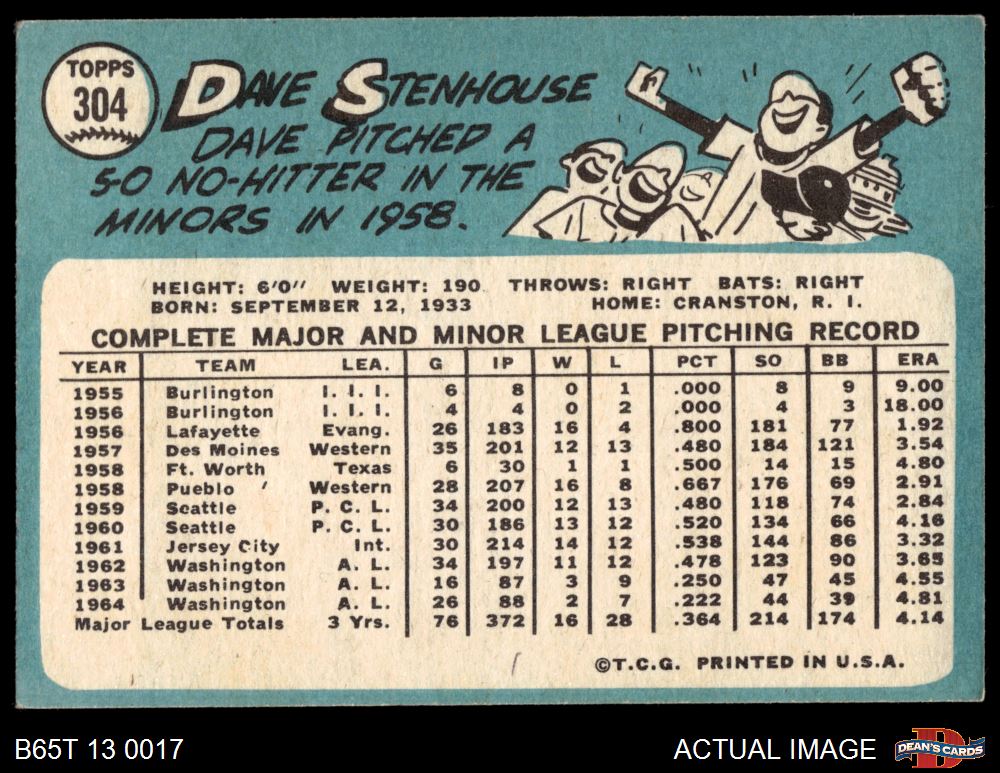 TOPPS
304
DAVE STENHOUSE
DAVE PITCHED A
5-0 NO-HITTER IN THE
MINORS IN 1958.
HEIGHT: 6'0" WEIGHT: 190 THROWS: RIGHT BATS: RIGHT
BORN: SEPTEMBER 12, 1933 HOME: CRANSTON, R. I.
COMPLETE MAJOR AND MINOR LEAGUE PITCHING RECORD
YEAR TEAM LEA. G IP W L PCT SO BB ERA
1955 Burlington I. I. I. 6 8 0 1 .000 8 9 9.00
1956 Burlington I. I. I. 4 4 0 2 .000 4 3 18.00
1956 Lafayette Evang. 26 183 16 4 .800 181 77 1.92
1957 Des Moines Western 35 201 12 13 .480 184 121 3.54
1958 Ft. Worth Texas 6 30 1 1 .500 14 15 4.80
1958 Pueblo Western 28 207 16 8 .667 176 69 2.91
1959 Seattle P. C. L. 34 200 12 13 .480 118 74 2.84
1960 Seattle P. C. L. 30 186 13 12 .520 134 66 4.16
1961 Jersey City Int. 30 214 14 12 .538 144 86 3.32
1962 Washington A. L. 34 197 11 12 .478 123 90 3.65
1963 Washington A. L. 16 87 3 9 .250 47 45 4.55
1964 Washington A. L. 26 88 2 7 .222 44 39 4.81
Major League Totals 3 Yrs. 76 372 16 28 .364 214 174 4.14
©T.C.G. PRINTED IN U.S.A.
B65T 13 0017
ACTUAL IMAGE
D
DEAN'S CARDS